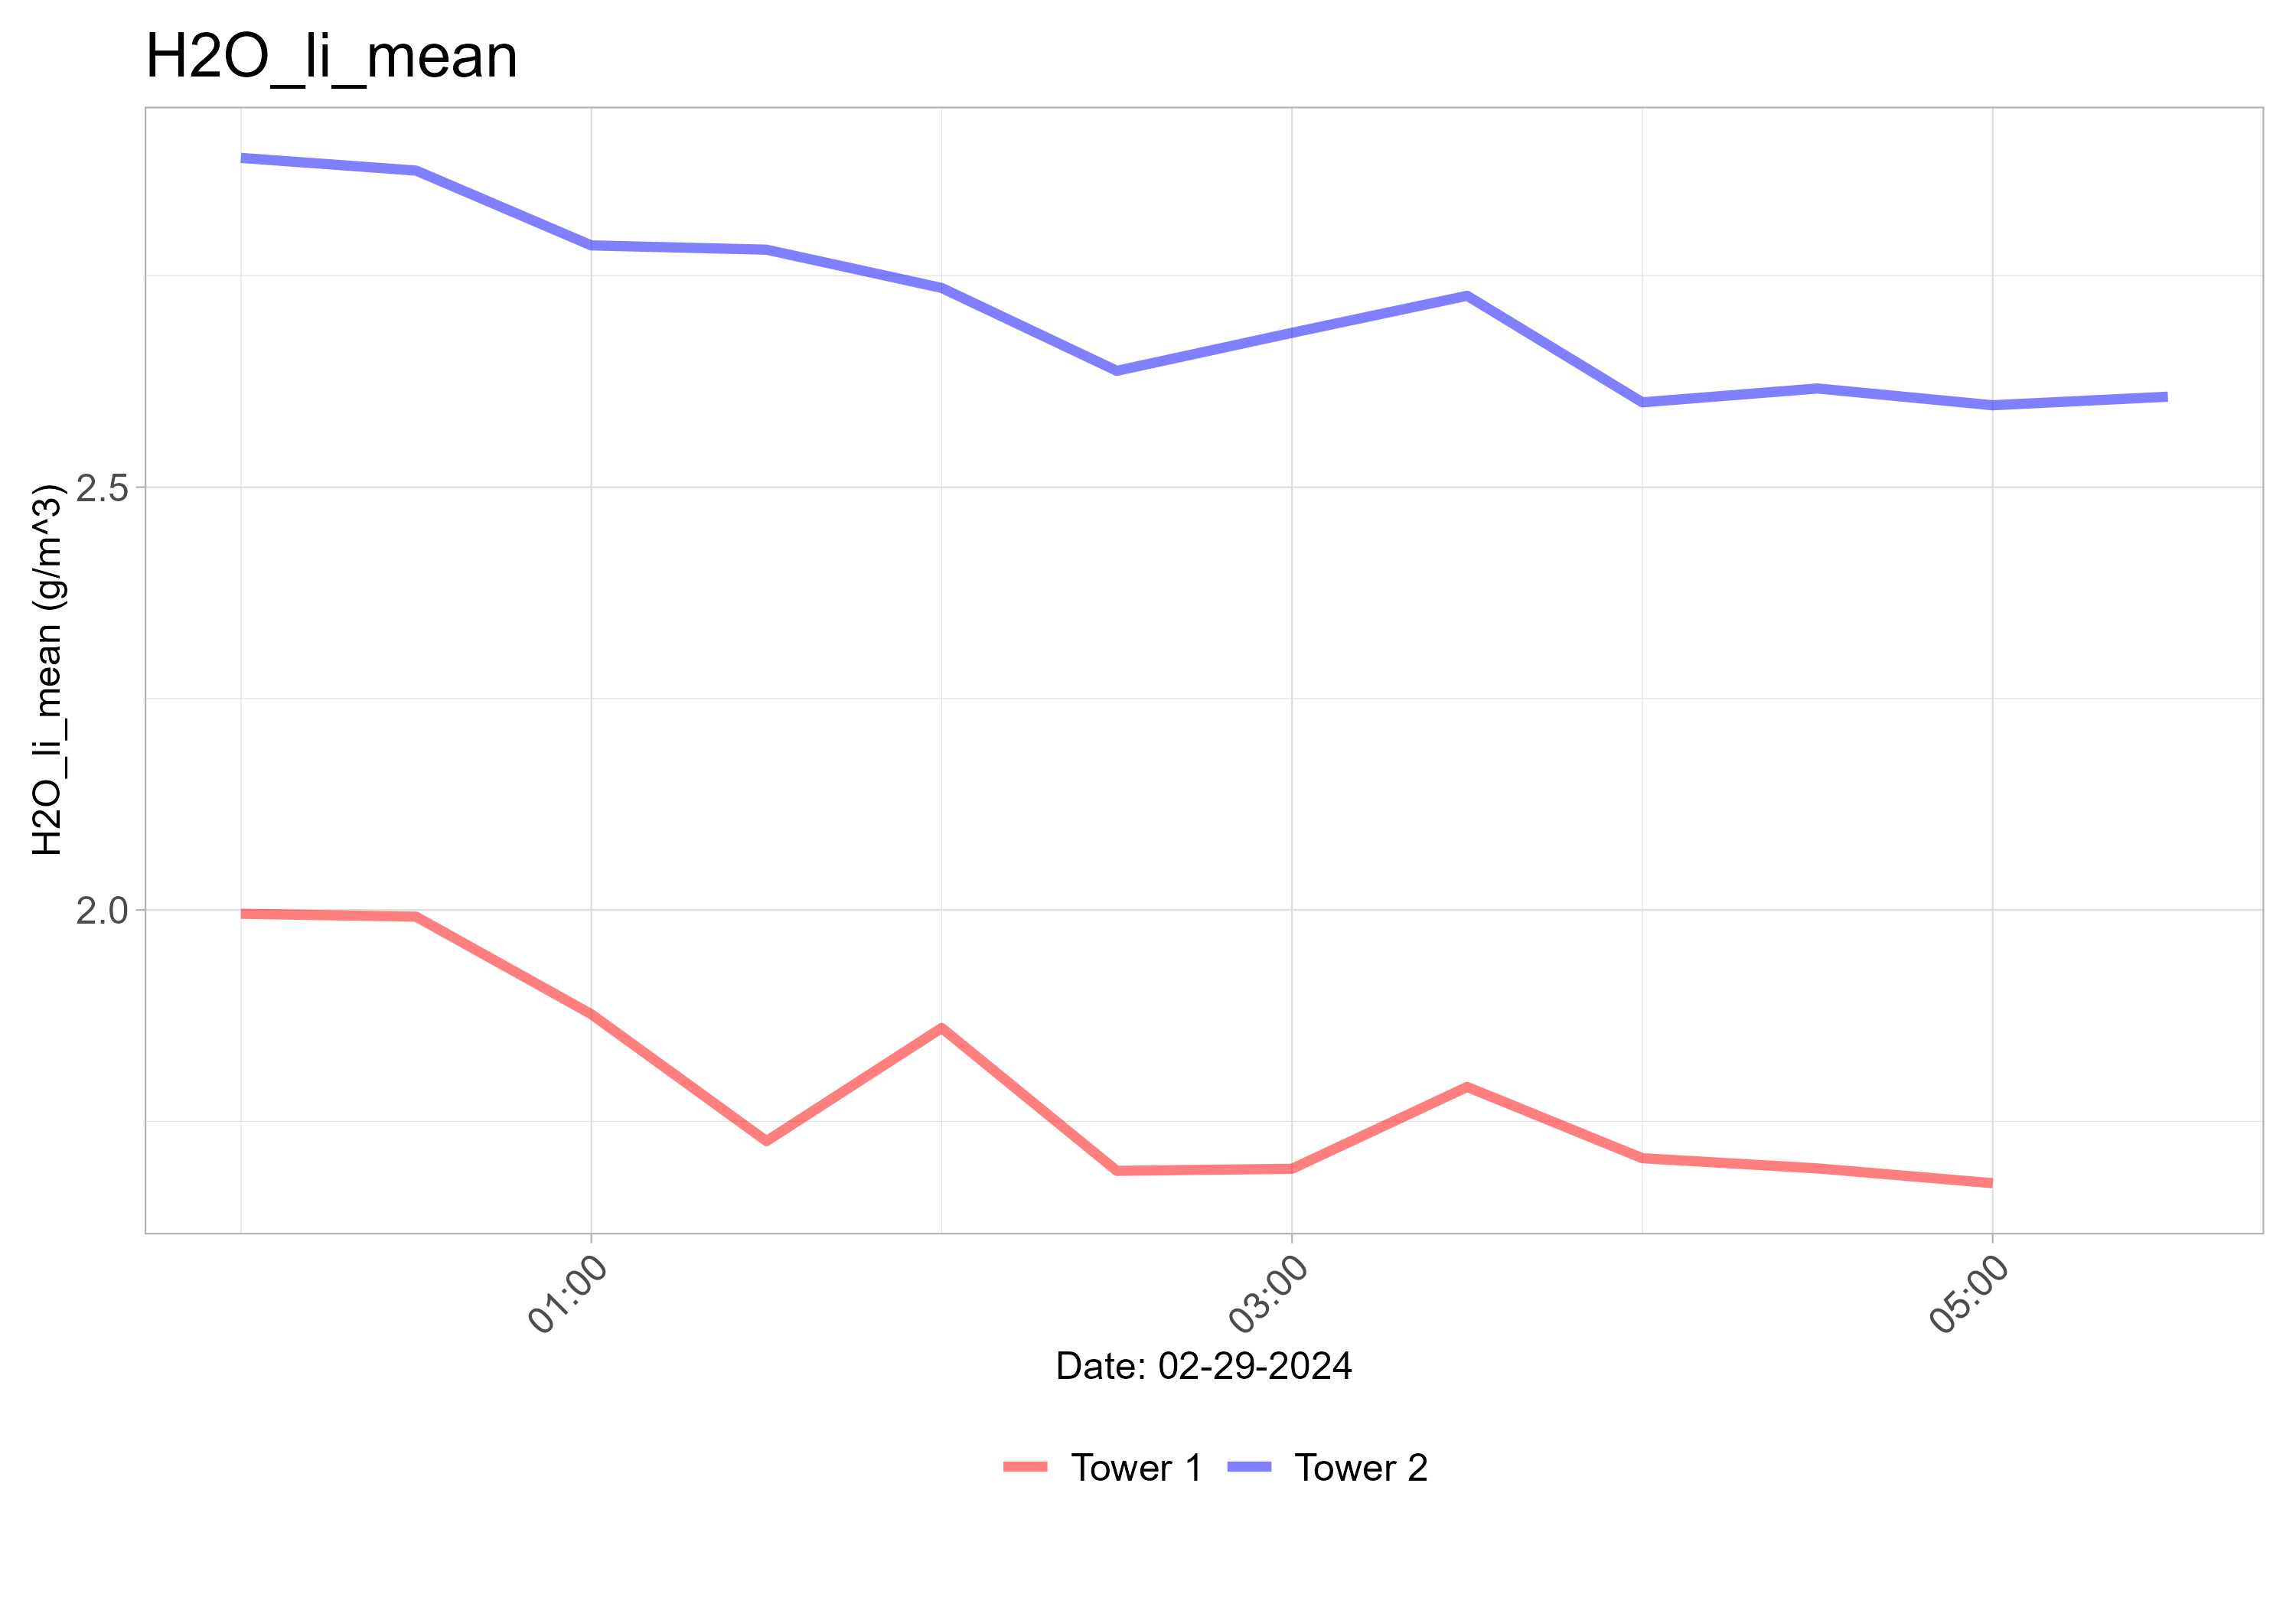 H2O_li_mean
H2O_li_mean (g/m^3)
2.5
2.0
01:00
03:00
05:00
Date: 02-29-2024
Tower 1
Tower 2